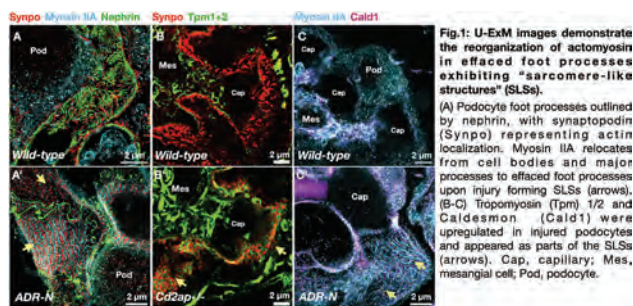 Synpo Myosin IIA Nephrin
Synpo Tpm1+2
Myosin IIA Cald1
A
Pod
Wild-type
2 μm
B
Mes
Cap
Cap
Wild-type
2 μm
C
Cap
Pod
Mes
Cap
Wild-type
2 μm
A'
Pod
ADR-N
2 μm
B'
Mes
Cap
Cd2ap-/-
2 μm
C'
Cap
ADR-N
2 μm
Fig.1: U-ExM images demonstrate
the reorganization of actomyosin
in effaced foot processes
exhibiting "sarcomere-like
structures" (SLSs).
(A) Podocyte foot processes outlined
by nephrin, with synaptopodin
(Synpo) representing actin
localization. Myosin IIA relocates
from cell bodies and major
processes to effaced foot processes
upon injury forming SLSs (arrows).
(B-C) Tropomyosin (Tpm) 1/2 and
Caldesmon (Cald1) were
upregulated in injured podocytes
and appeared as parts of the SLSs
(arrows). Cap, capillary; Mes,
mesangial cell; Pod, podocyte.